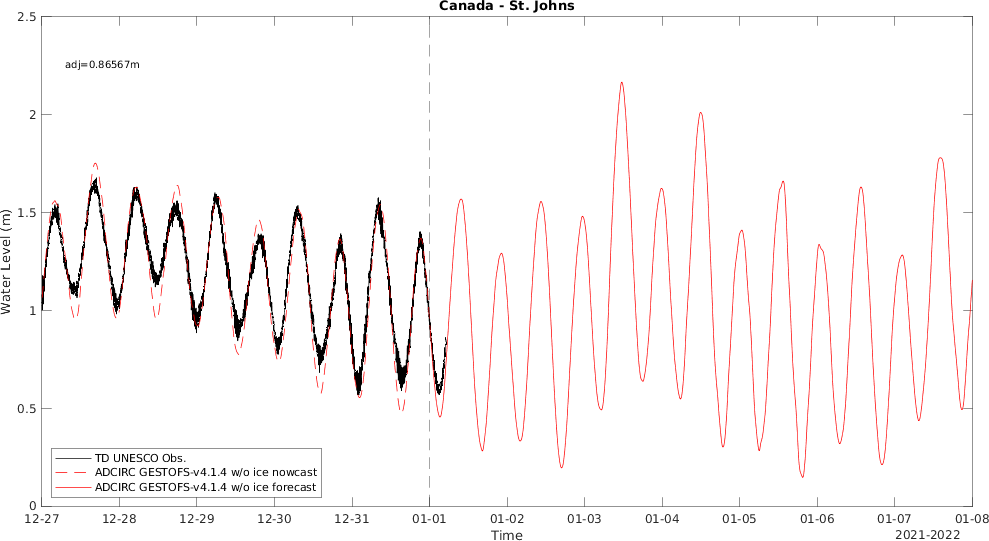 Canada - St. Johns
2.5
adj=0.86567m
2
1.5
Water Level (m)
1
0.5
TD UNESCO Obs.
ADCIRC GESTOFS-v4.1.4 w/o ice nowcast
ADCIRC GESTOFS-v4.1.4 w/o ice forecast
0
12-27 12-28 12-29 12-30 12-31 01-01 01-02 01-03 01-04 01-05 01-06 01-07 01-08
Time
2021-2022